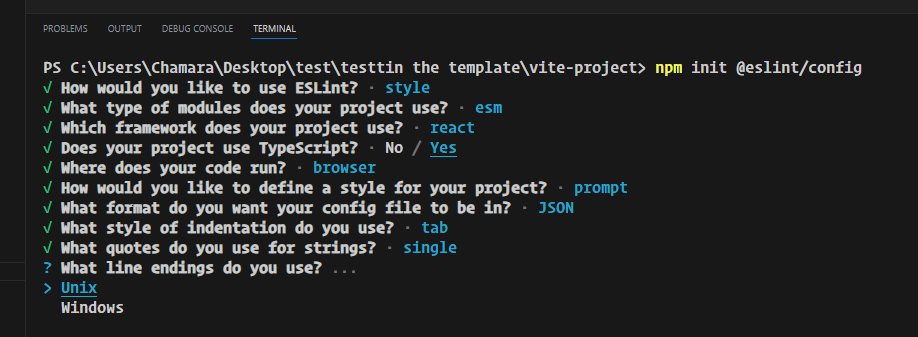 PROBLEMS OUTPUT DEBUG CONSOLE TERMINAL
PS C:\Users\Chamara\Desktop\test\testtin the template\vite-project> npm init @eslint/config
√ How would you like to use ESLint? · style
√ What type of modules does your project use? · esm
√ Which framework does your project use? · react
√ Does your project use TypeScript? · No / Yes
√ Where does your code run? · browser
√ How would you like to define a style for your project? · prompt
√ What format do you want your config file to be in? · JSON
√ What style of indentation do you use? · tab
√ What quotes do you use for strings? · single
? What line endings do you use? ...
> Unix
Windows